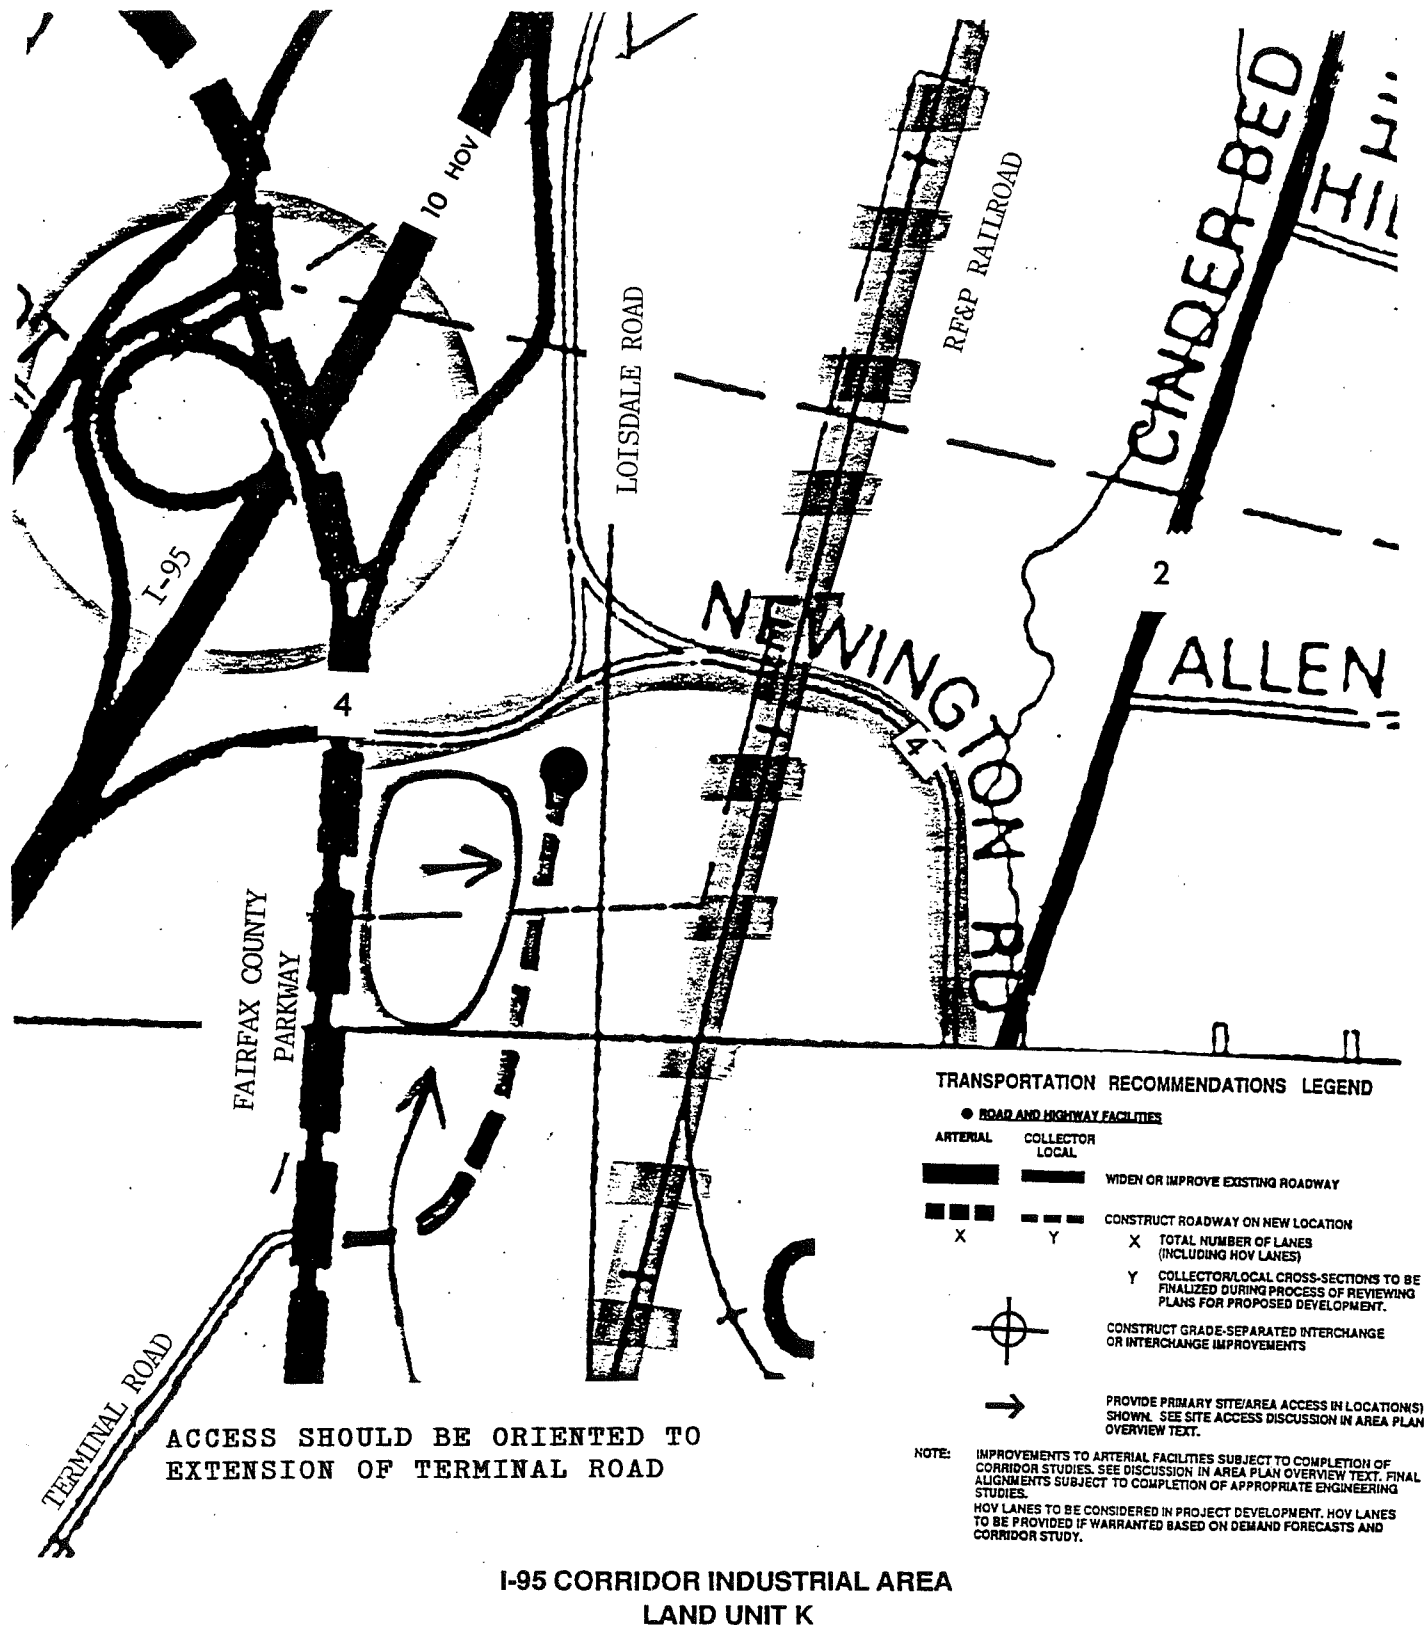 10 HOV
LOISDALE ROAD
RF&P RAILROAD
CINDER BED
I-95
NEWINGTON RD
2
ALLEN
4
4
FAIRFAX COUNTY
PARKWAY
TERMINAL ROAD
ACCESS SHOULD BE ORIENTED TO
EXTENSION OF TERMINAL ROAD
TRANSPORTATION RECOMMENDATIONS LEGEND
ROAD AND HIGHWAY FACILITIES
ARTERIAL COLLECTOR
LOCAL
WIDEN OR IMPROVE EXISTING ROADWAY
CONSTRUCT ROADWAY ON NEW LOCATION
X Y
X TOTAL NUMBER OF LANES
(INCLUDING HOV LANES)
Y COLLECTOR/LOCAL CROSS-SECTIONS TO BE
FINALIZED DURING PROCESS OF REVIEWING
PLANS FOR PROPOSED DEVELOPMENT.
CONSTRUCT GRADE-SEPARATED INTERCHANGE
OR INTERCHANGE IMPROVEMENTS
PROVIDE PRIMARY SITE/AREA ACCESS IN LOCATION(S)
SHOWN. SEE SITE ACCESS DISCUSSION IN AREA PLAN
OVERVIEW TEXT.
NOTE: IMPROVEMENTS TO ARTERIAL FACILITIES SUBJECT TO COMPLETION OF
CORRIDOR STUDIES. SEE DISCUSSION IN AREA PLAN OVERVIEW TEXT. FINAL
ALIGNMENTS SUBJECT TO COMPLETION OF APPROPRIATE ENGINEERING
STUDIES.
HOV LANES TO BE CONSIDERED IN PROJECT DEVELOPMENT. HOV LANES
TO BE PROVIDED IF WARRANTED BASED ON DEMAND FORECASTS AND
CORRIDOR STUDY.
I-95 CORRIDOR INDUSTRIAL AREA
LAND UNIT K